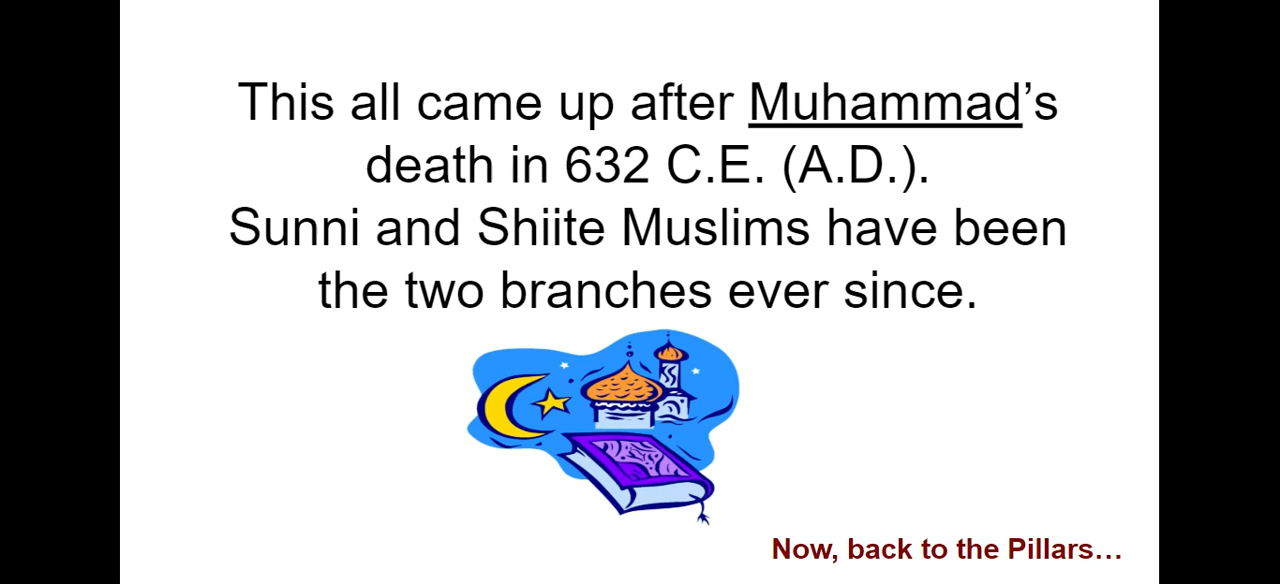 This all came up after Muhammad’s
death in 632 C.E. (A.D.).
Sunni and Shiite Muslims have been
the two branches ever since.
Now, back to the Pillars…